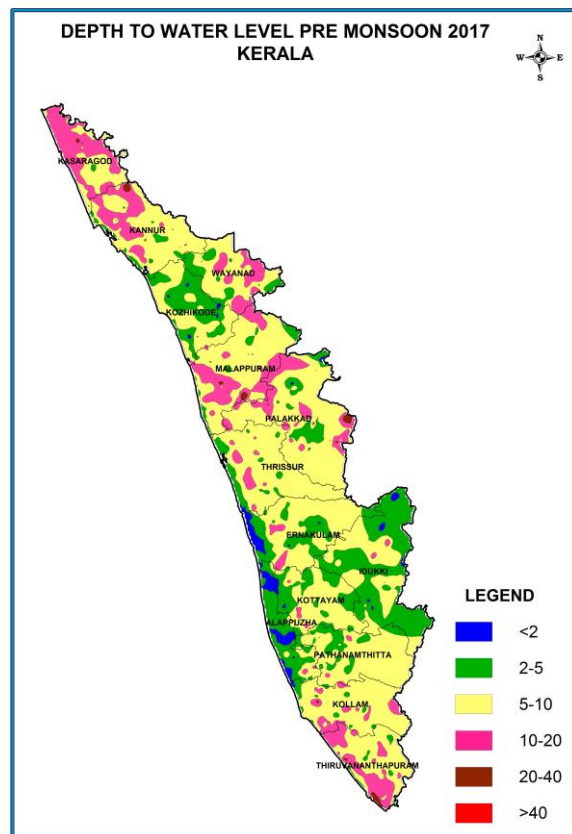 DEPTH TO WATER LEVEL PRE MONSOON 2017
KERALA
N
W E
S
KASARAGOD
KANNUR
WAYANAD
KOZHIKODE
MALAPPURAM
PALAKKAD
THRISSUR
ERNAKULAM
IDUKKI
KOTTAYAM
ALAPPUZHA
PATHANAMTHITTA
KOLLAM
THIRUVANANTHAPURAM
LEGEND
<2
2-5
5-10
10-20
20-40
>40